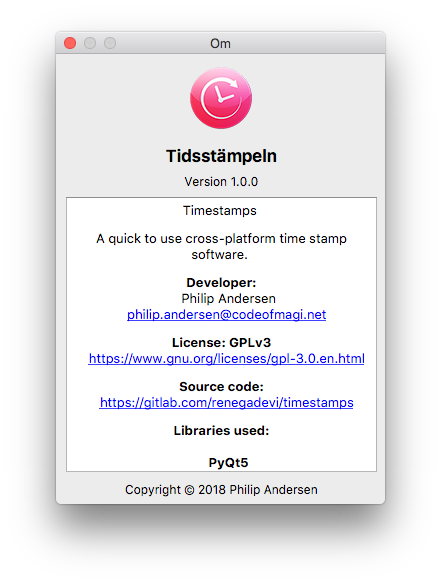 Om
Tidsstämpeln
Version 1.0.0
Timestamps
A quick to use cross-platform time stamp
software.
Developer:
Philip Andersen
philip.andersen@codeofmagi.net
License: GPLv3
https://www.gnu.org/licenses/gpl-3.0.en.html
Source code:
https://gitlab.com/renegadevi/timestamps
Libraries used:
PyQt5
Copyright © 2018 Philip Andersen